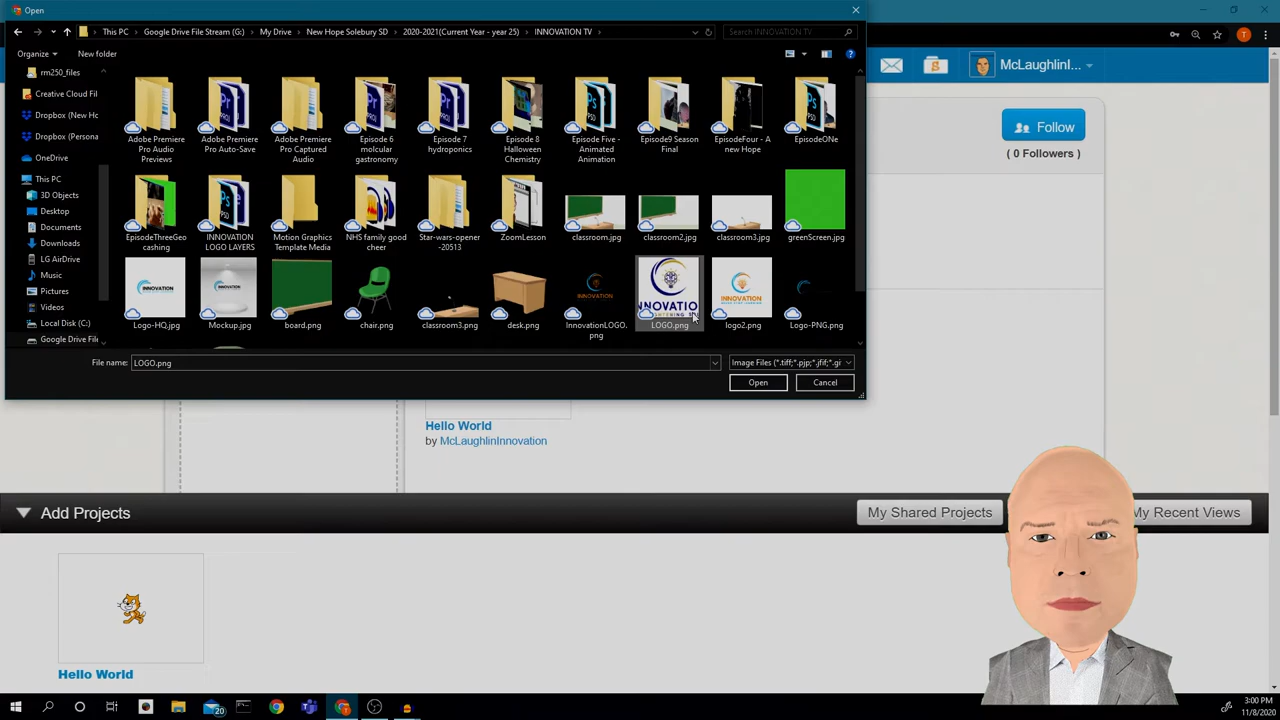 Open
This PC > Google Drive File Stream (G:) > My Drive > New Hope Solebury SD > 2020-2021(Current Year - year 25) > INNOVATION TV >
Search INNOVATION TV
Organize
New folder
rm250_files
Creative Cloud Fil
Dropbox (New Ho
Dropbox (Persona
OneDrive
This PC
3D Objects
Desktop
Documents
Downloads
LG AirDrive
Music
Pictures
Videos
Local Disk (C:)
Google Drive File
Adobe Premiere Pro Audio Previews
Adobe Premiere Pro Auto-Save
Adobe Premiere Pro Captured Audio
Episode 6 molcular gastronomy
Episode 7 hydroponics
Episode 8 Halloween Chemistry
Episode Five - Animated Animation
Episode9 Season Final
EpisodeFour - A new Hope
EpisodeONe
EpisodeThreeGeocashing
INNOVATION LOGO LAYERS
Motion Graphics Template Media
NHS family good cheer
Star-wars-opener-20513
ZoomLesson
classroom.jpg
classroom2.jpg
classroom3.jpg
greenScreen.jpg
INNOVATION
INNOVATION
INNOVATION
NNOVATIO
INNOVATION
Logo-HQ.jpg
Mockup.jpg
board.png
chair.png
classroom3.png
desk.png
InnovationLOGO.png
LOGO.png
logo2.png
Logo-PNG.png
File name:
LOGO.png
Image Files (*.tiff;*.pjp;*.jfif;*.gi
Open
Cancel
McLaughlinI...
T
Follow
( 0 Followers )
Hello World
by McLaughlinInnovation
Add Projects
My Shared Projects
My Recent Views
Hello World
20
3:00 PM
11/8/2020